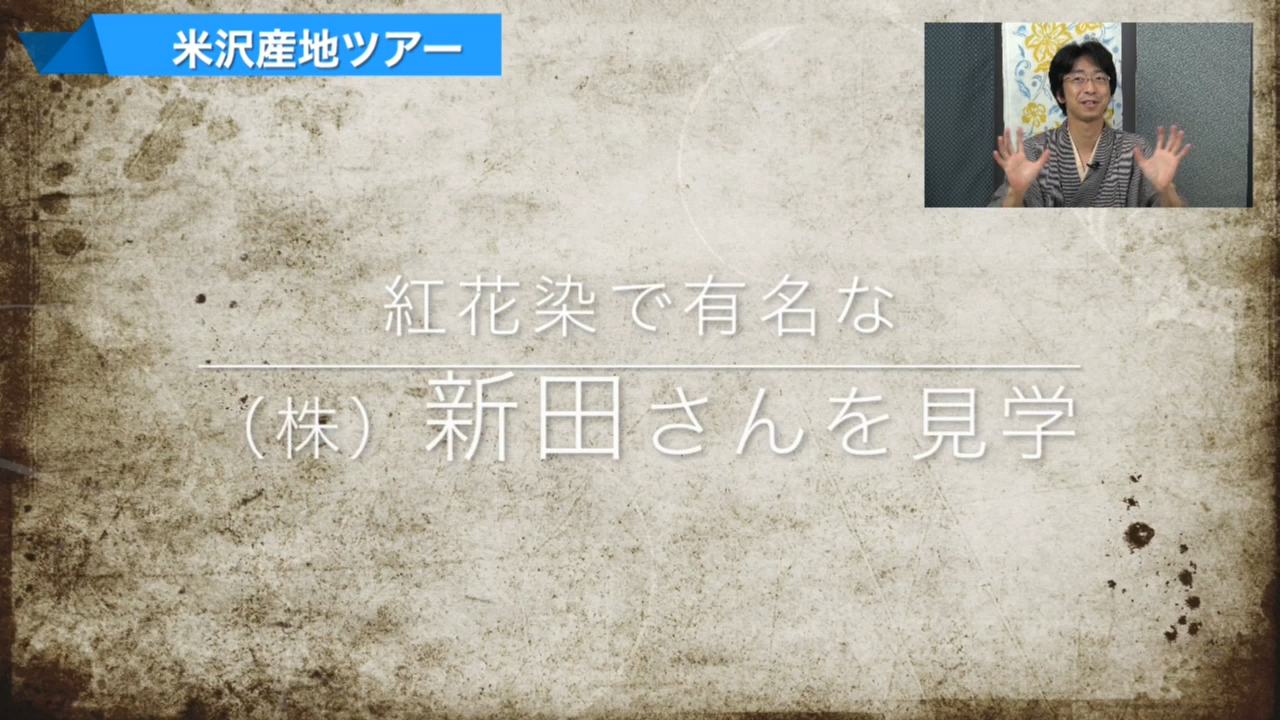 米沢産地ツアー
紅花染で有名な
（株）新田さんを見学